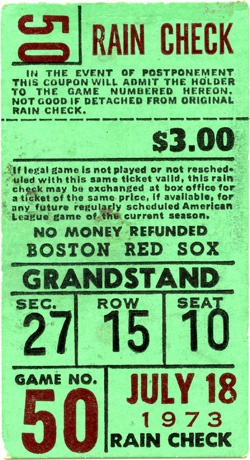 50
RAIN CHECK
IN THE EVENT OF POSTPONEMENT
THIS COUPON WILL ADMIT THE HOLDER
TO THE GAME NUMBERED HEREON.
NOT GOOD IF DETACHED FROM ORIGINAL
RAIN CHECK.
$3.00
If legal game is not played or not resched-
uled with this same ticket valid, this rain
check may be exchanged at box office for
a ticket of the same price, if available, for
any future regularly scheduled American
League game of the current season.
NO MONEY REFUNDED
BOSTON RED SOX
GRANDSTAND
SEC. ROW SEAT
27 15 10
GAME NO.
50
JULY 18
1973
RAIN CHECK